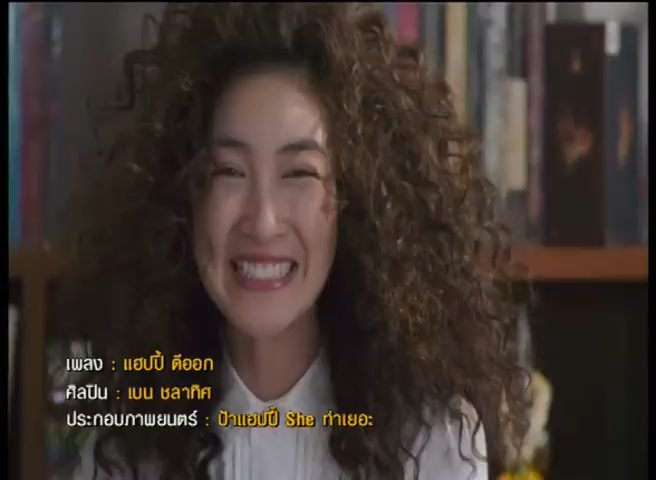 เพลง : แฮปปี้ ดีออก
ศิลปิน : เบน ชลาทิศ
ประกอบภาพยนตร์ : ป้าแฮปปี้ She ท่าเยอะ